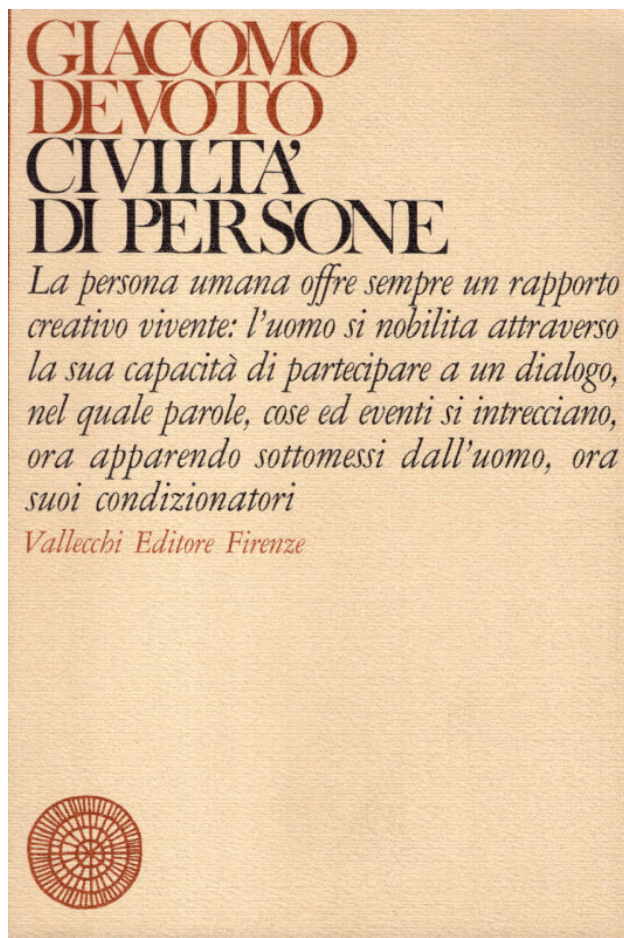 GIACOMO
DEVOTO
CIVILTA'
DI PERSONE
La persona umana offre sempre un rapporto
creativo vivente: l'uomo si nobilita attraverso
la sua capacità di partecipare a un dialogo,
nel quale parole, cose ed eventi si intrecciano,
ora apparendo sottomessi dall'uomo, ora
suoi condizionatori
Vallecchi Editore Firenze